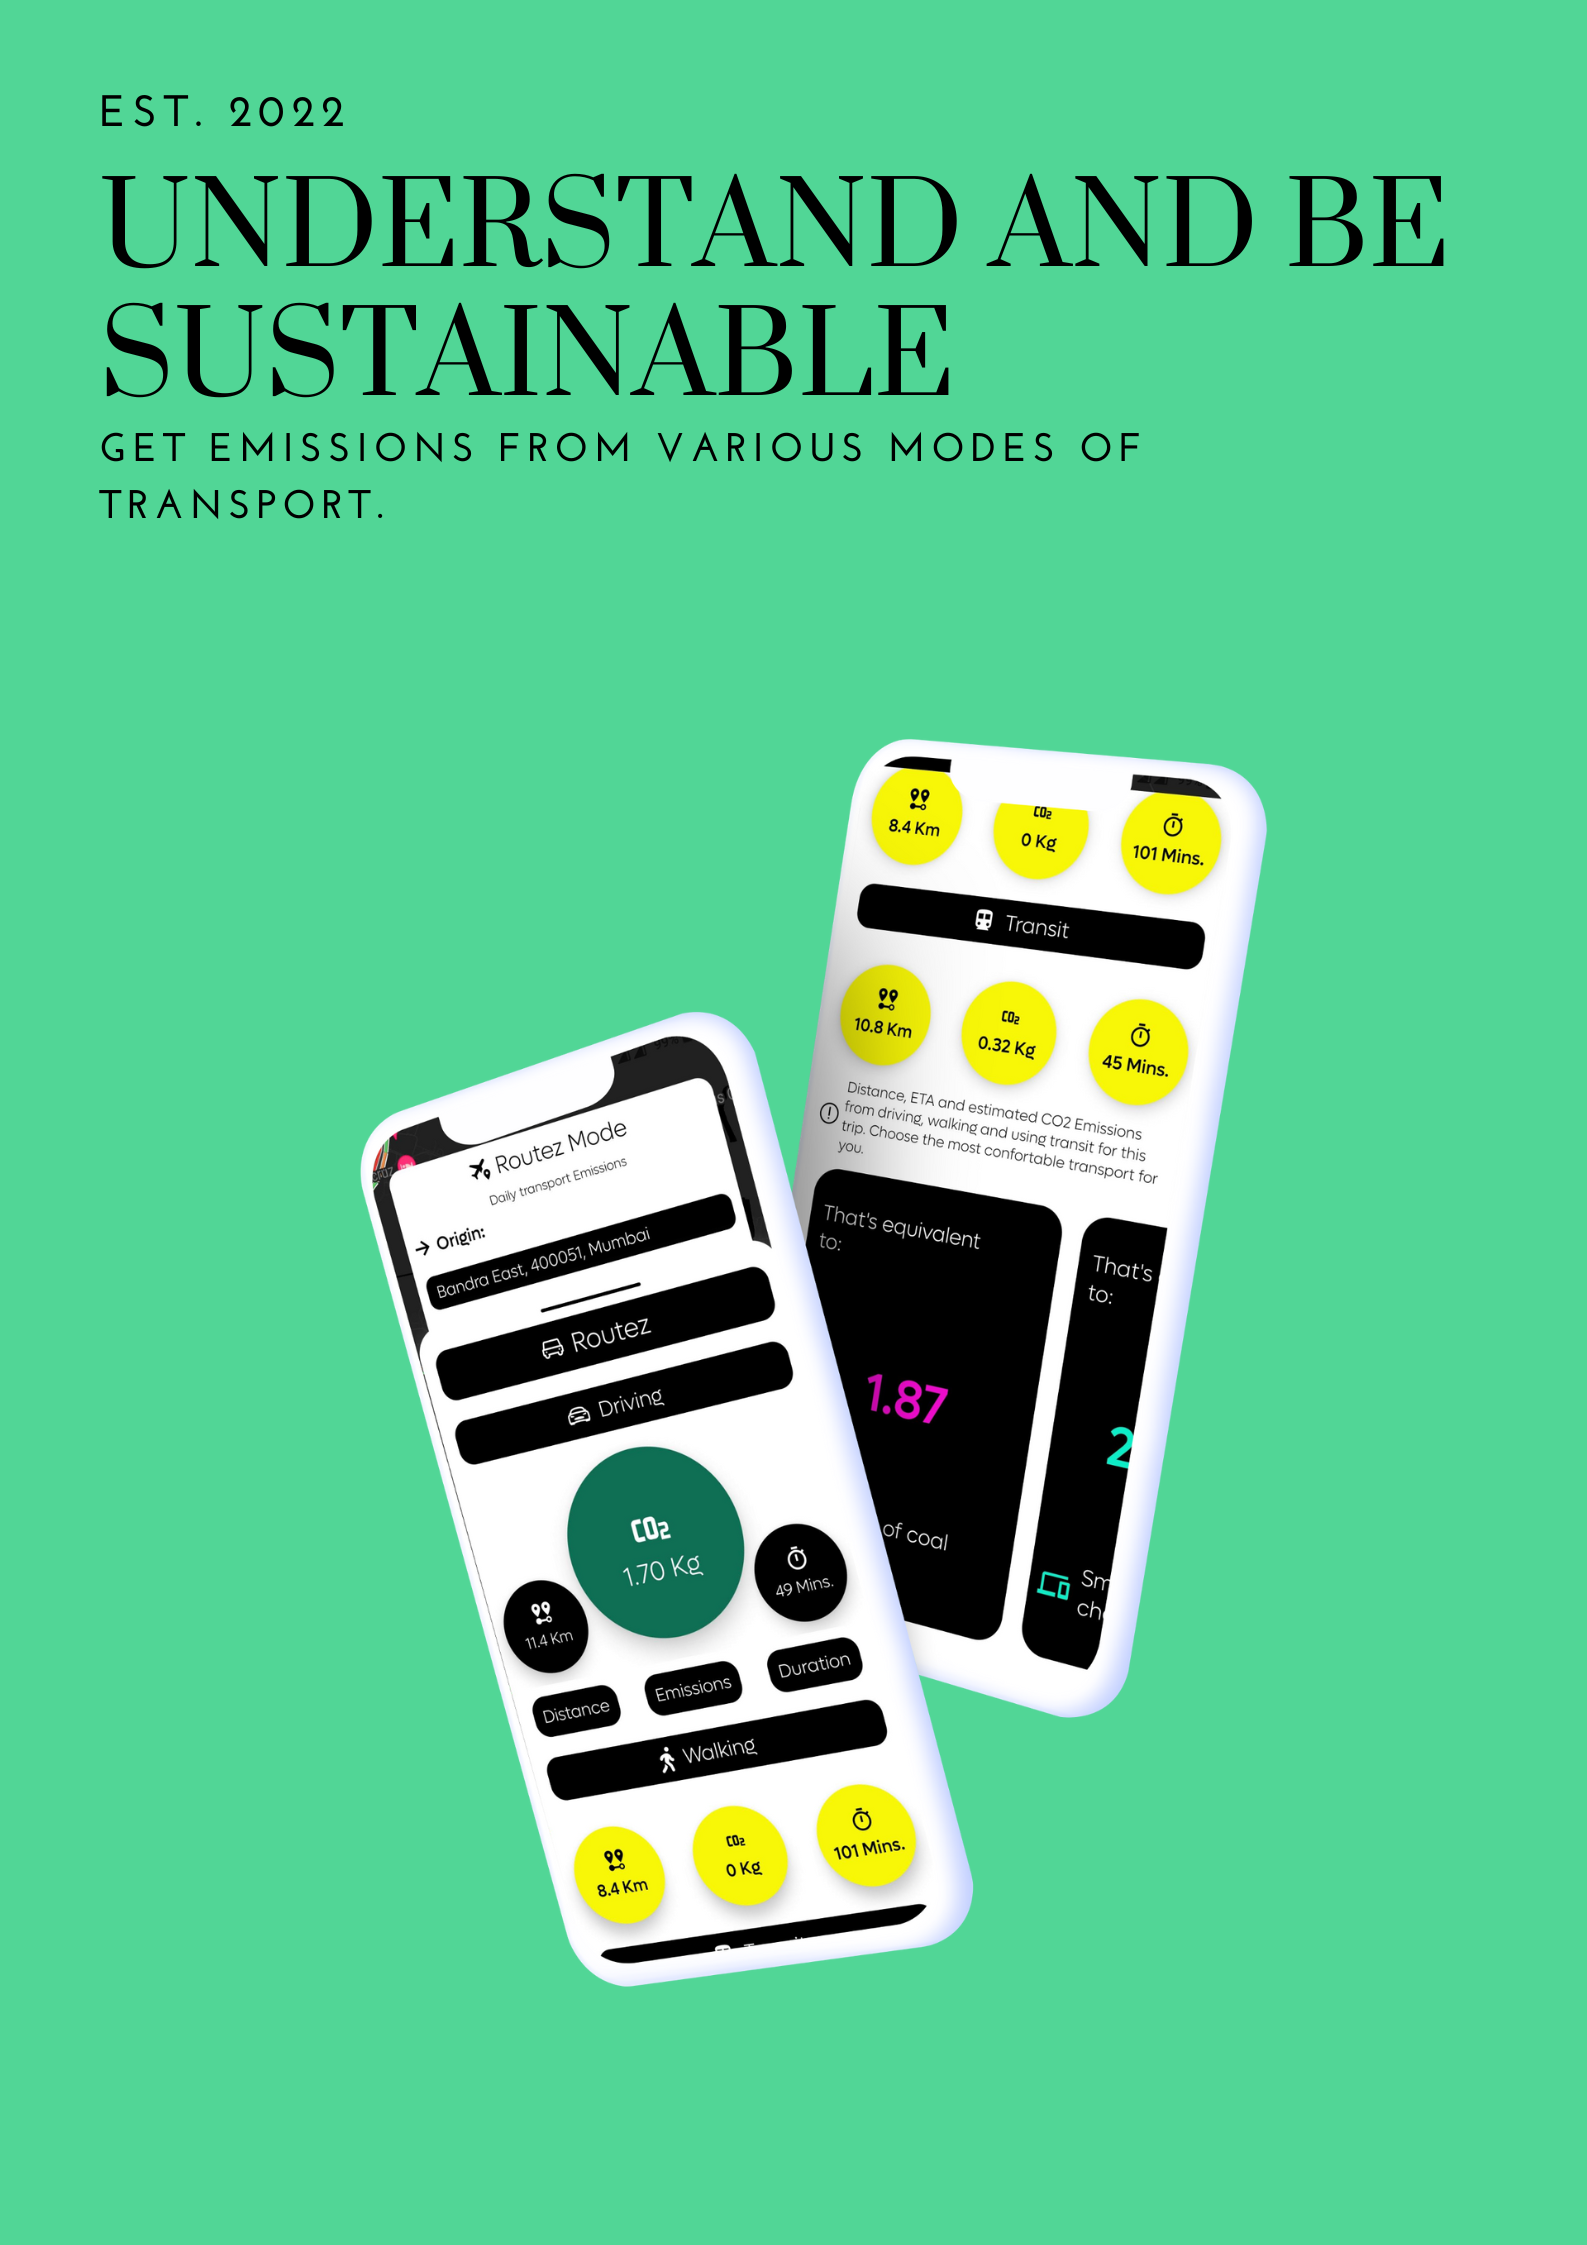 EST. 2022
UNDERSTAND AND BE
SUSTAINABLE
GET EMISSIONS FROM VARIOUS MODES OF
TRANSPORT.
8.4 Km
CO2
0 Kg
101 Mins.
Transit
10.8 Km
CO2
0.32 Kg
45 Mins.
Distance, ETA and estimated CO2 Emissions
from driving, walking and using transit for this
trip. Choose the most confortable transport for
you.
That's equivalent
to:
1.87
of coal
That's
to:
2
Sm
ch
Routez Mode
Daily transport Emissions
→ Origin:
Bandra East, 400051, Mumbai
Routez
Driving
CO2
1.70 Kg
11.4 Km
49 Mins.
Distance
Emissions
Duration
Walking
8.4 Km
CO2
0 Kg
101 Mins.